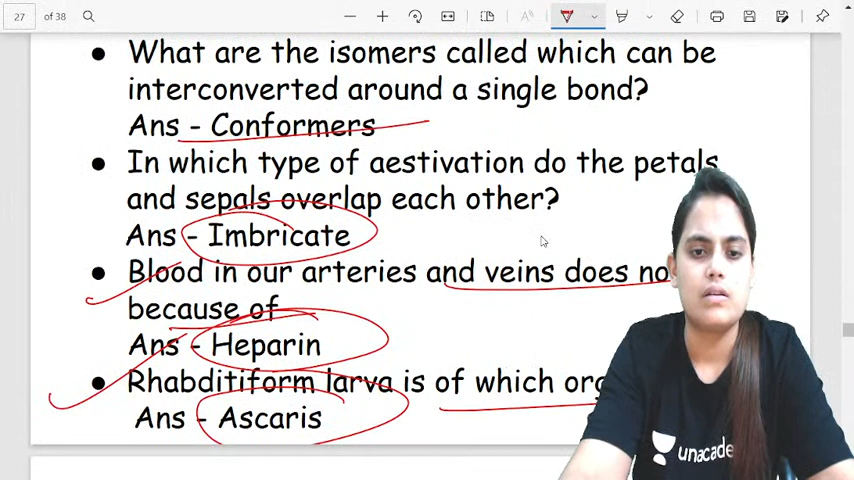 27 of 38
● What are the isomers called which can be
interconverted around a single bond?
Ans - Conformers
● In which type of aestivation do the petals
and sepals overlap each other?
Ans - Imbricate
● Blood in our arteries and veins does
because of
Ans - Heparin
● Rhabditiform larva is of which
Ans - Ascaris
unacade